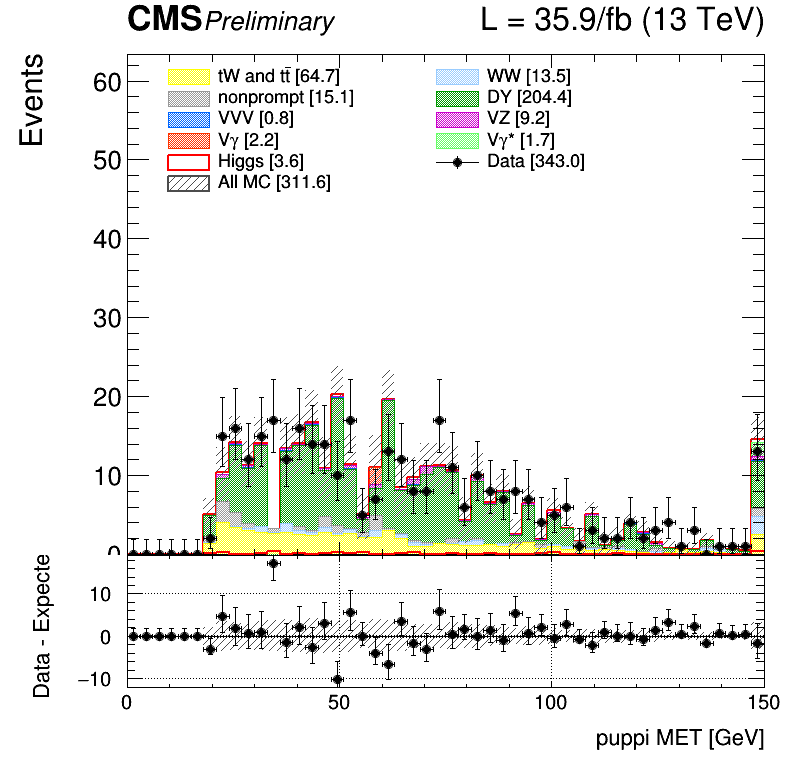 CMS Preliminary L = 35.9/fb (13 TeV)
Events
60
50
40
30
20
10
0
tW and tt̄ [64.7]
WW [13.5]
nonprompt [15.1]
DY [204.4]
VVV [0.8]
VZ [9.2]
Vγ [2.2]
Vγ* [1.7]
Higgs [3.6]
Data [343.0]
All MC [311.6]
Data - Expecte
10
0
−10
0 50 100 150
puppi MET [GeV]